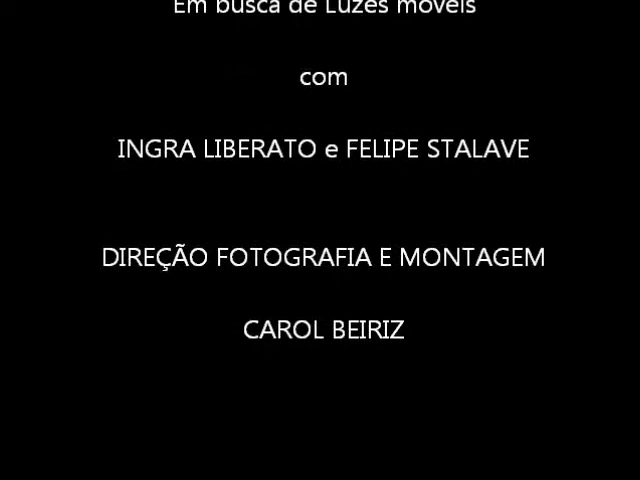 Em busca de Luzes móveis
com
INGRA LIBERATO e FELIPE STALAVE
DIREÇÃO FOTOGRAFIA E MONTAGEM
CAROL BEIRIZ